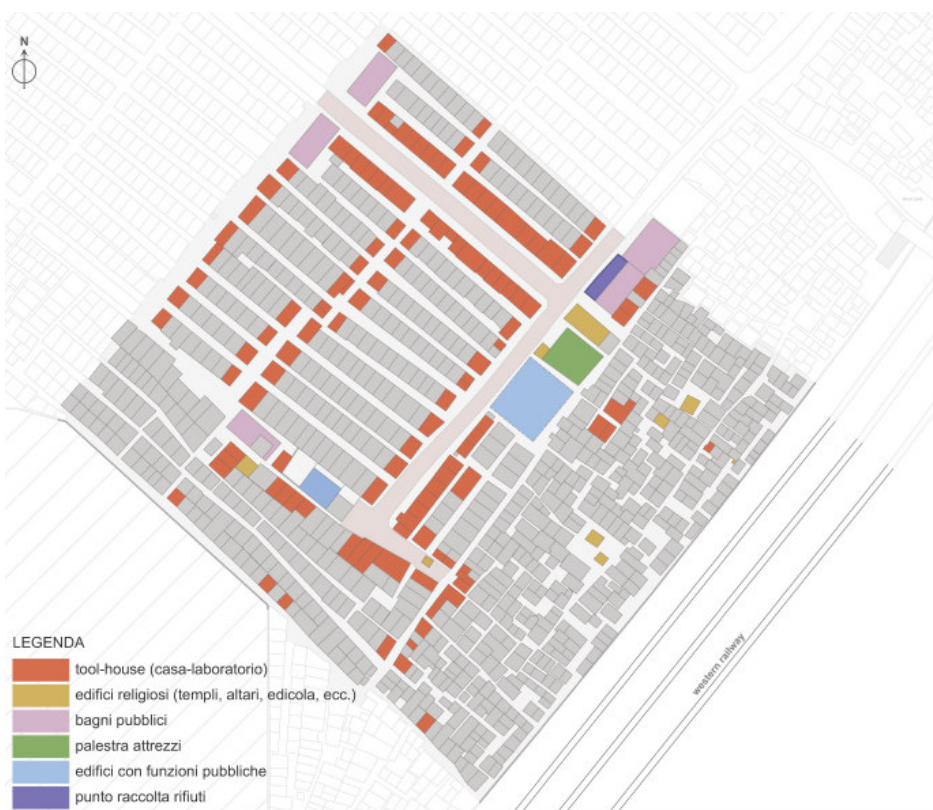 N
western railway
LEGENDA
tool-house (casa-laboratorio)
edifici religiosi (templi, altari, edicola, ecc.)
bagni pubblici
palestra attrezzi
edifici con funzioni pubbliche
punto raccolta rifiuti